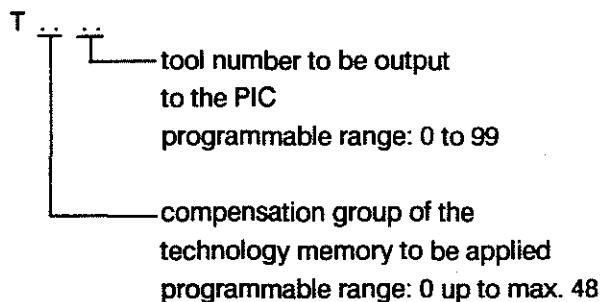 T .. ..
tool number to be output
to the PIC
programmable range: 0 to 99
compensation group of the
technology memory to be applied
programmable range: 0 up to max. 48